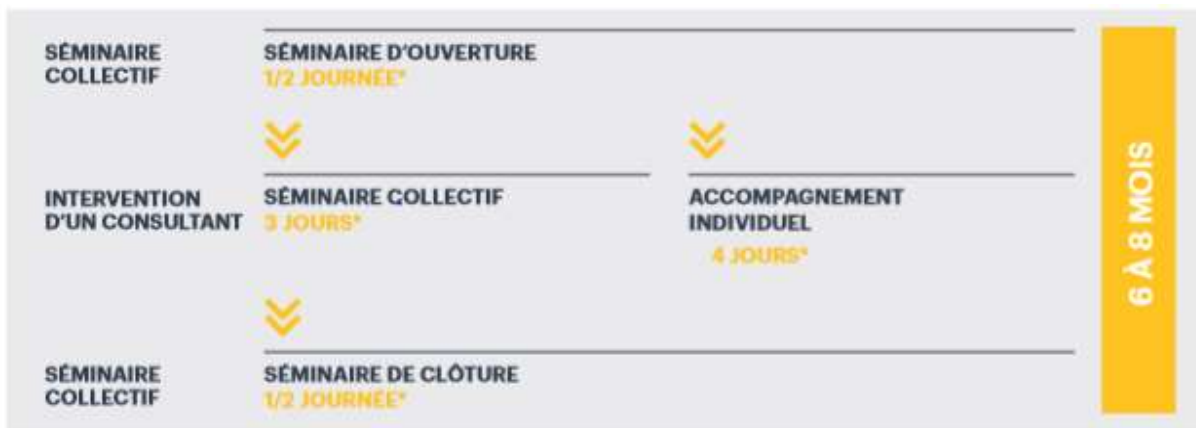 SÉMINAIRE
COLLECTIF
SÉMINAIRE D'OUVERTURE
1/2 JOURNÉE*
INTERVENTION
D'UN CONSULTANT
SÉMINAIRE COLLECTIF
3 JOURS*
ACCOMPAGNEMENT
INDIVIDUEL
4 JOURS*
SÉMINAIRE
COLLECTIF
SÉMINAIRE DE CLÔTURE
1/2 JOURNÉE*
6 À 8 MOIS